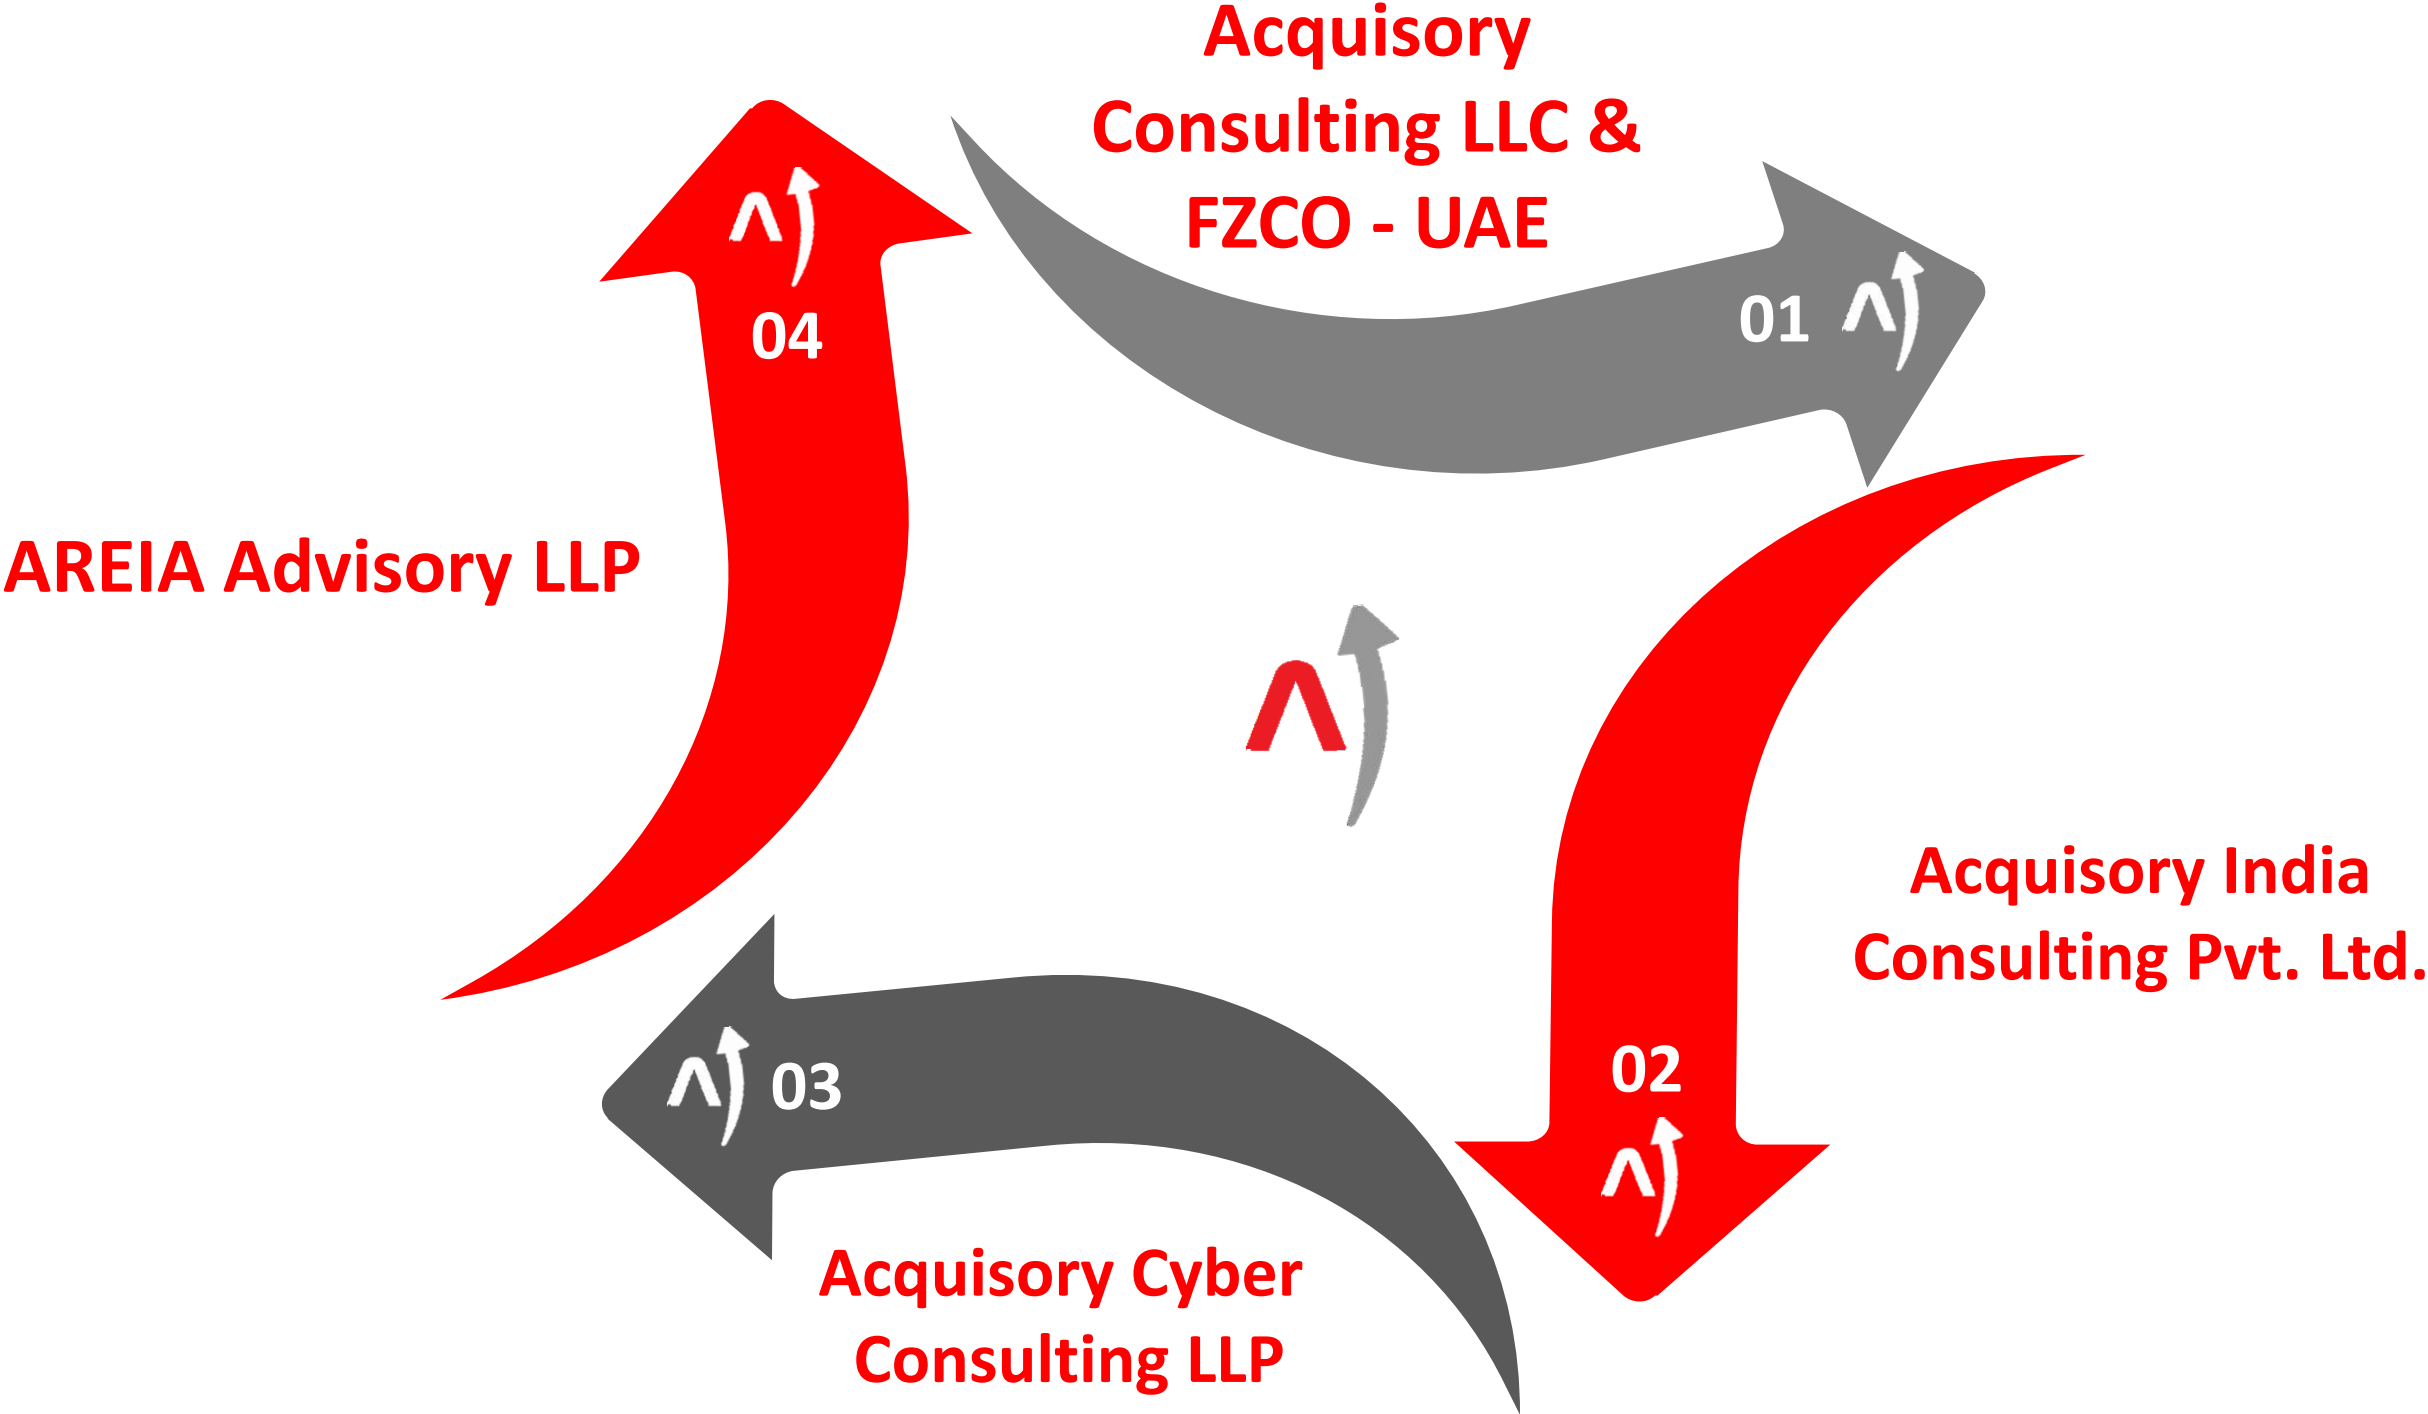 Acquisory
Consulting LLC &
FZCO - UAE
01
04
AREIA Advisory LLP
Acquisory India
Consulting Pvt. Ltd.
02
03
Acquisory Cyber
Consulting LLP